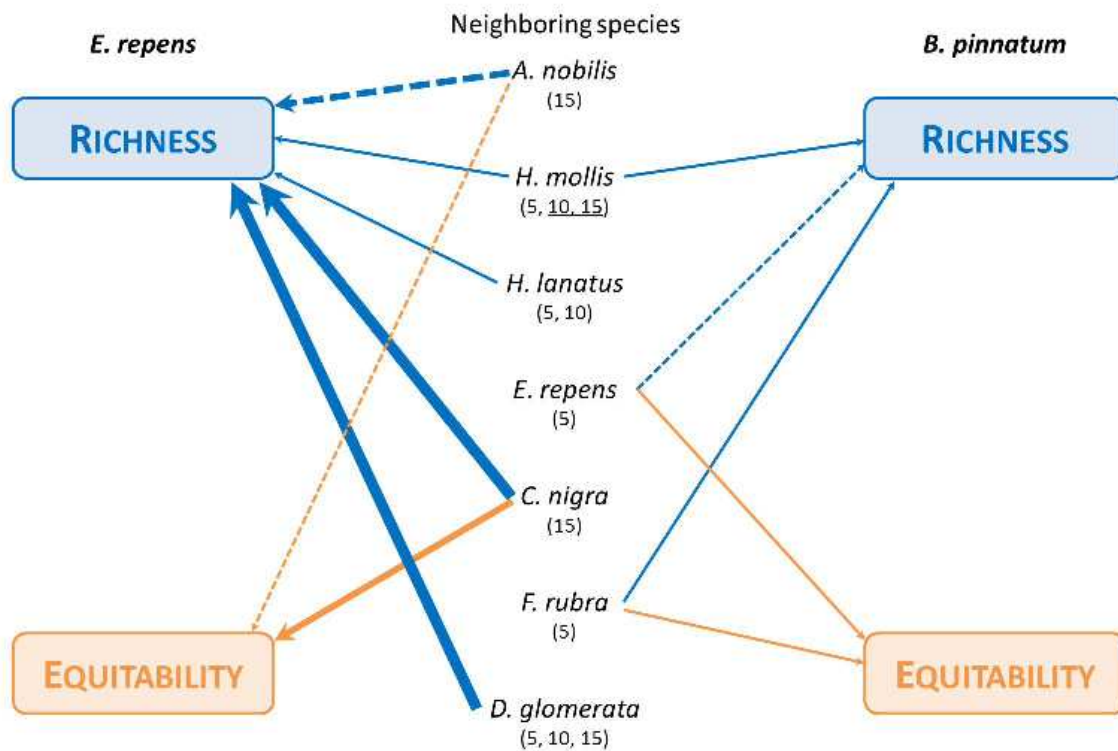 Neighboring species
E. repens
B. pinnatum
A. nobilis
(15)
RICHNESS
RICHNESS
H. mollis
(5, 10, 15)
H. lanatus
(5, 10)
E. repens
(5)
C. nigra
(15)
F. rubra
(5)
EQUITABILITY
EQUITABILITY
D. glomerata
(5, 10, 15)